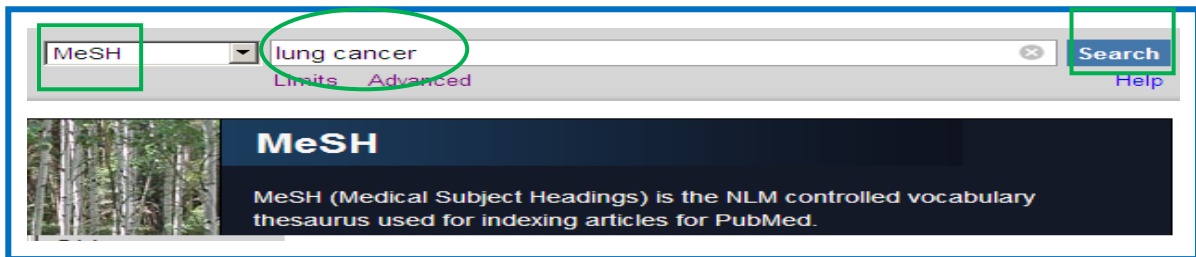 MeSH lung cancer Search
Limits Advanced Help
MeSH
MeSH (Medical Subject Headings) is the NLM controlled vocabulary
thesaurus used for indexing articles for PubMed.